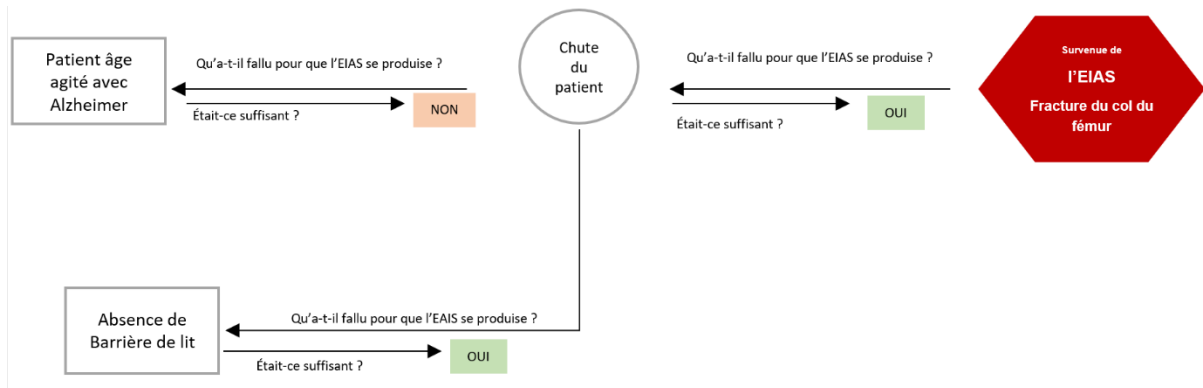 Patient âge
agité avec
Alzheimer
Qu’a-t-il fallu pour que l’EIAS se produise ?
Était-ce suffisant ?
NON
Chute
du
patient
Qu’a-t-il fallu pour que l’EIAS se produise ?
Était-ce suffisant ?
OUI
Survenue de
l’EIAS
Fracture du col du
fémur
Absence de
Barrière de lit
Qu’a-t-il fallu pour que l’EAIS se produise ?
Était-ce suffisant ?
OUI